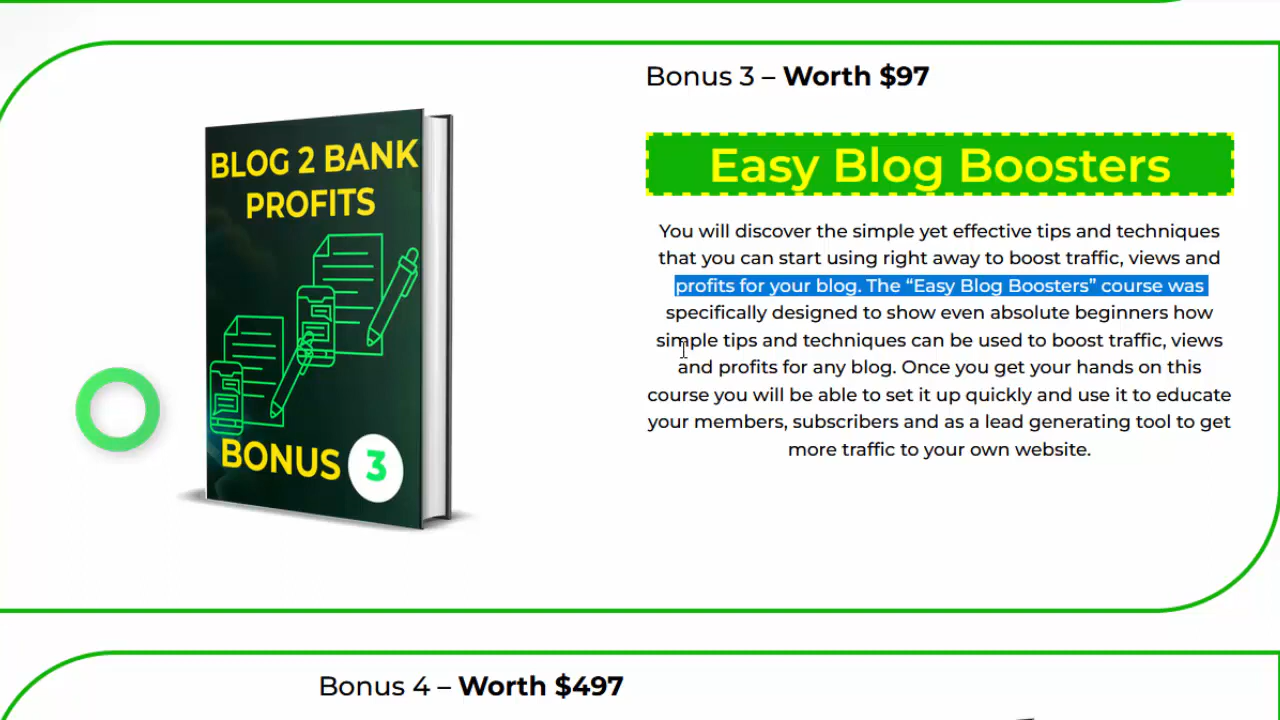 BLOG 2 BANK
PROFITS
BONUS 3
Bonus 3 – Worth $97
Easy Blog Boosters
You will discover the simple yet effective tips and techniques
that you can start using right away to boost traffic, views and
profits for your blog. The “Easy Blog Boosters” course was
specifically designed to show even absolute beginners how
simple tips and techniques can be used to boost traffic, views
and profits for any blog. Once you get your hands on this
course you will be able to set it up quickly and use it to educate
your members, subscribers and as a lead generating tool to get
more traffic to your own website.
Bonus 4 – Worth $497